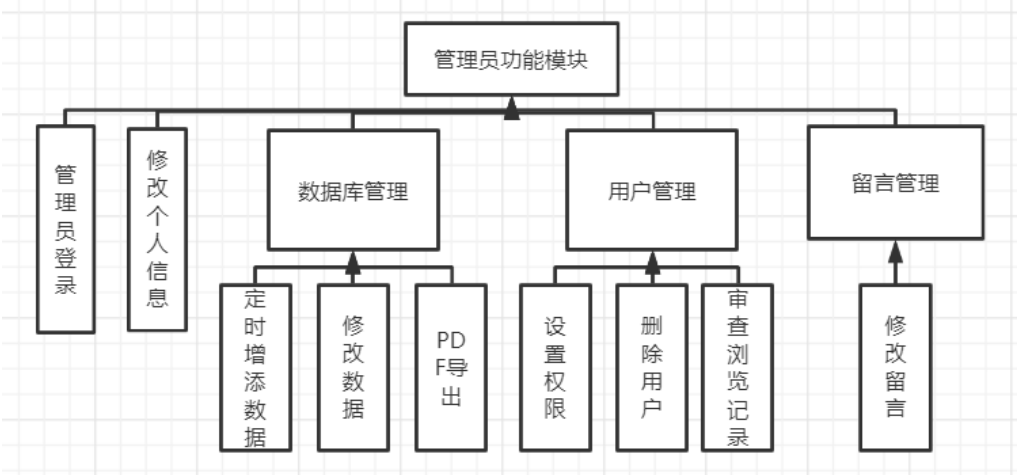 管理员功能模块
管理员登录
修改个人信息
数据库管理
用户管理
留言管理
定时增添数据
修改数据
PD
F导
出
设置权限
删除用户
审查浏览记录
修改留言